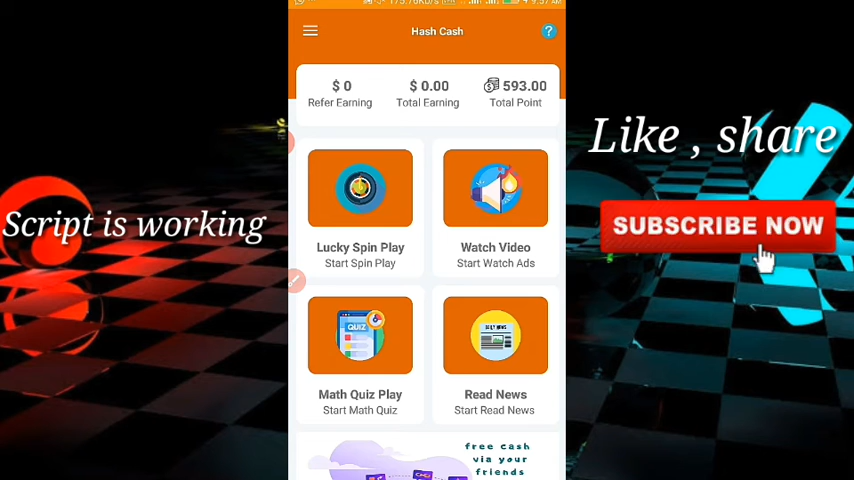 Hash Cash
?
$ 0
Refer Earning
$ 0.00
Total Earning
593.00
Total Point
Script is working
Like , share
SUBSCRIBE NOW
Lucky Spin Play
Start Spin Play
Watch Video
Start Watch Ads
QUIZ
Math Quiz Play
Start Math Quiz
Read News
Start Read News
free cash
via your
friends